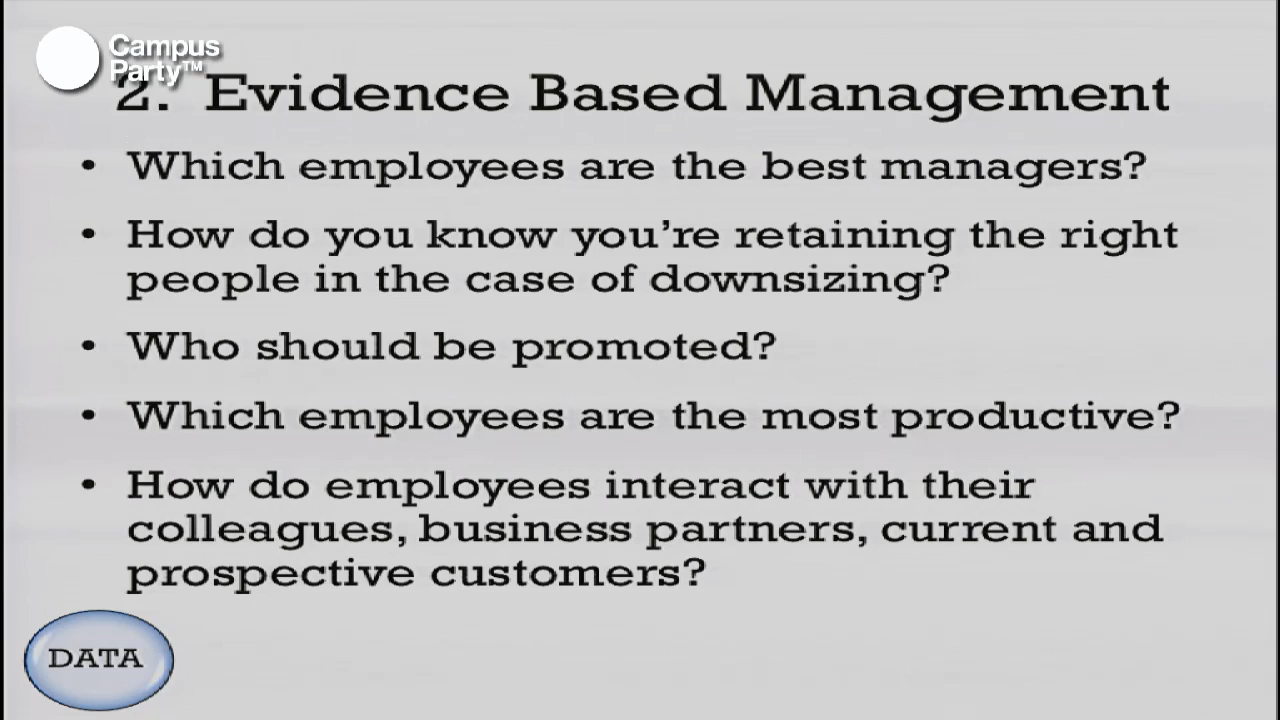 Campus
Party™
2. Evidence Based Management
• Which employees are the best managers?
• How do you know you're retaining the right
people in the case of downsizing?
• Who should be promoted?
• Which employees are the most productive?
• How do employees interact with their
colleagues, business partners, current and
prospective customers?
DATA